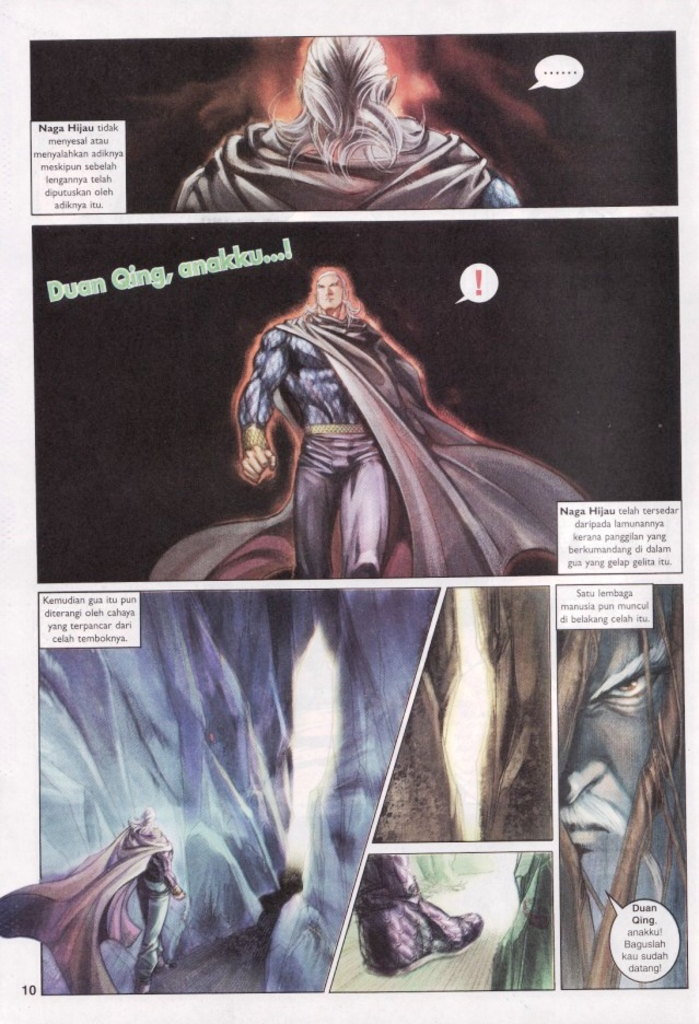 ......
Naga Hijau tidak
menyesal atau
menyalahkan adiknya
meskipun sebelah
lengannya telah
diputuskan oleh
adiknya itu.
Duan Qing, anakku...!
!
Naga Hijau telah tersedar
daripada lamunannya
kerana panggilan yang
berkumandang di dalam
gua yang gelap gelita itu.
Kemudian gua itu pun
diterangi oleh cahaya
yang terpancar dari
celah temboknya.
Satu lembaga
manusia pun muncul
di belakang celah itu.
Duan
Qing,
anakku!
Baguslah
kau sudah
datang!
10